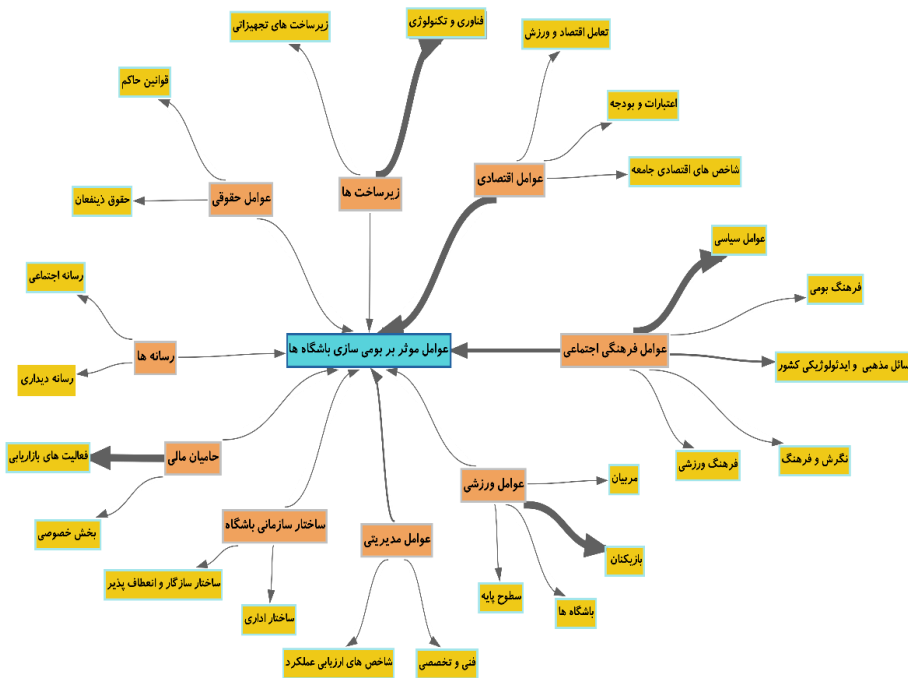 فناوری و تکنولوژی
زیرساخت های تجهیزاتی
تعامل اقتصاد و ورزش
قوانین حاکم
اعتبارات و بودجه
شاخص های اقتصادی جامعه
عوامل اقتصادی
زیرساخت ها
عوامل حقوقی
حقوق ذینفعان
عوامل سیاسی
رسانه اجتماعی
فرهنگ بومی
عوامل فرهنگی اجتماعی
عوامل موثر بر بومی سازی باشگاه ها
رسانه ها
سائل مذهبی و ایدئولوژیکی کشور
رسانه دیداری
نگرش و فرهنگ
فرهنگ ورزشی
حامیان مالی
فعالیت های بازاریابی
مربیان
عوامل ورزشی
بخش خصوصی
ساختار سازمانی باشگاه
عوامل مدیریتی
بازیکنان
ساختار سازگار و انعطاف پذیر
سطوح پایه
باشگاه ها
ساختار اداری
شاخص های ارزیابی عملکرد
فنی و تخصصی